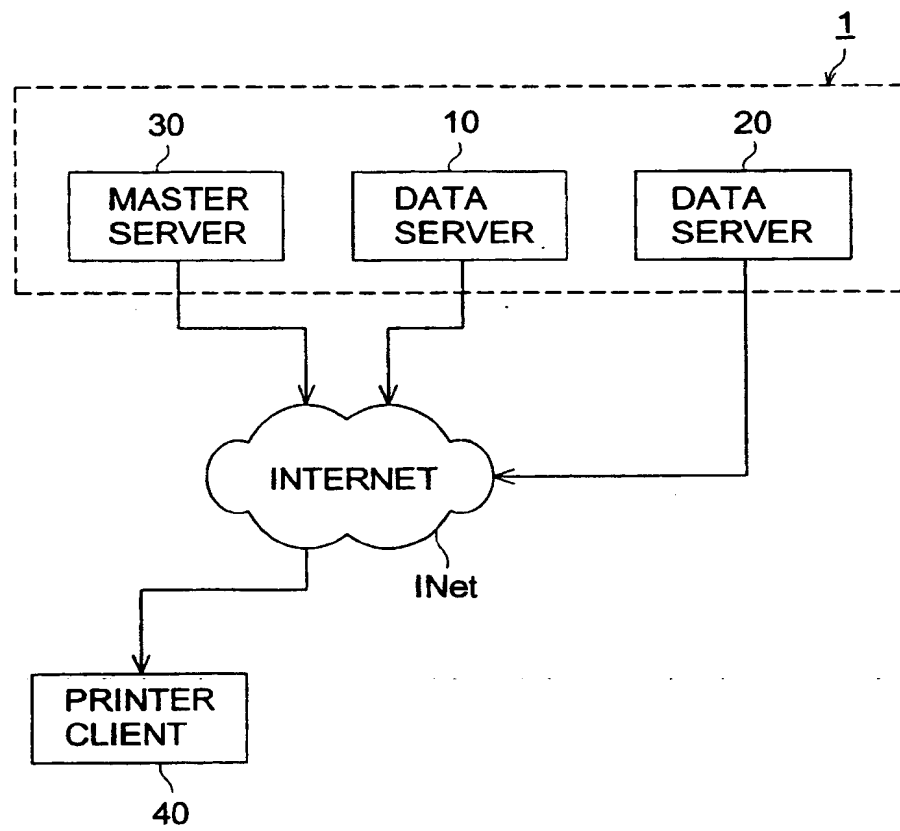 1
30
10
20
MASTER
SERVER
DATA
SERVER
DATA
SERVER
INTERNET
INet
PRINTER
CLIENT
40